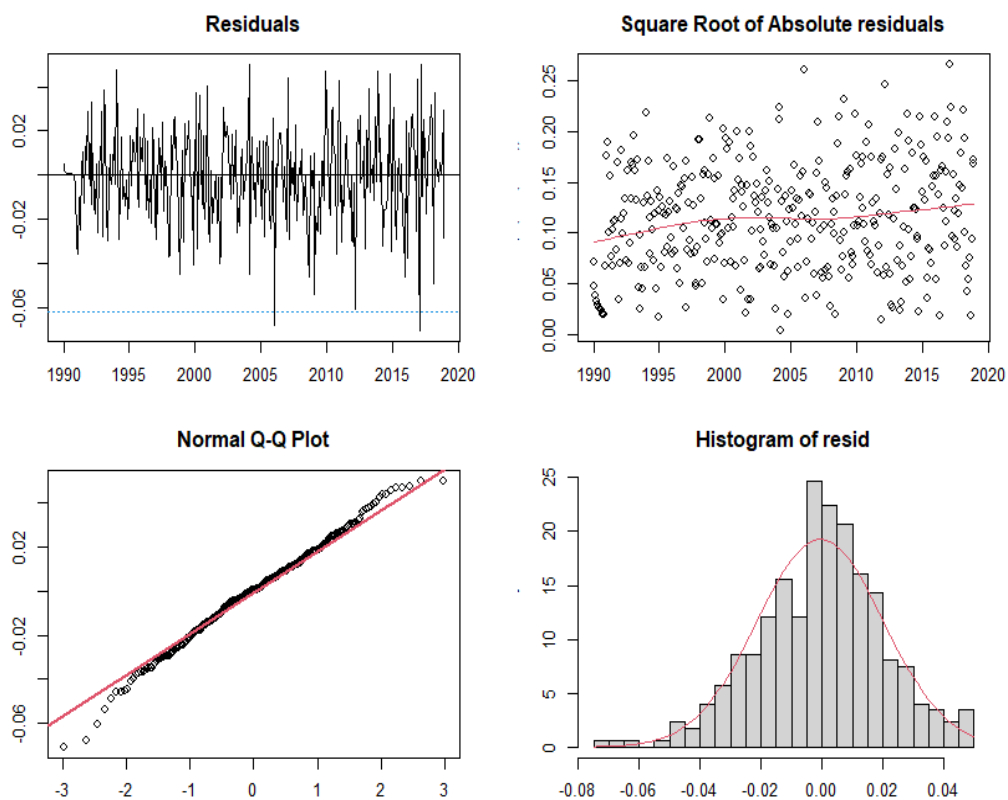 Residuals
0.02
-0.02
-0.06
1990 1995 2000 2005 2010 2015 2020
Square Root of Absolute residuals
0.25
0.20
0.15
0.10
0.05
0.00
1990 1995 2000 2005 2010 2015 2020
Normal Q-Q Plot
0.02
-0.02
-0.06
-3 -2 -1 0 1 2 3
Histogram of resid
25
20
15
10
5
0
-0.08 -0.06 -0.04 -0.02 0.00 0.02 0.04